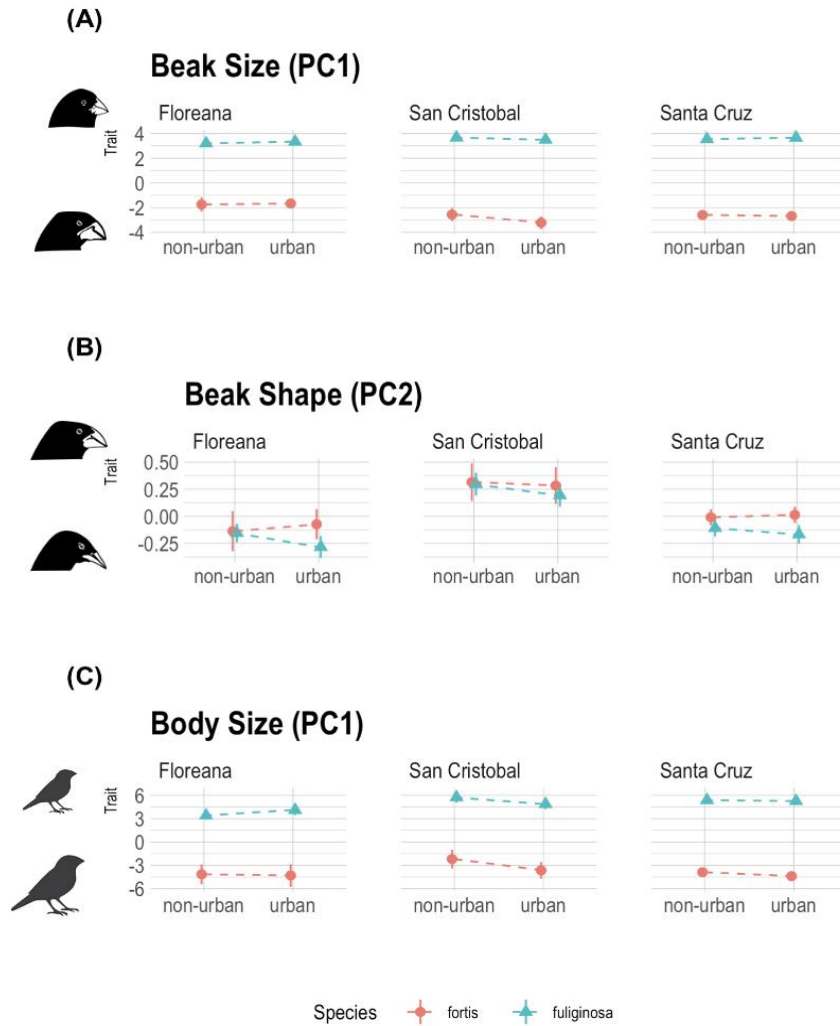 (A)
Beak Size (PC1)
Floreana San Cristobal Santa Cruz
Trait
4
2
0
-2
-4
non-urban urban non-urban urban non-urban urban
(B)
Beak Shape (PC2)
Floreana San Cristobal Santa Cruz
Trait
0.50
0.25
0.00
-0.25
non-urban urban non-urban urban non-urban urban
(C)
Body Size (PC1)
Floreana San Cristobal Santa Cruz
Trait
6
3
0
-3
-6
non-urban urban non-urban urban non-urban urban
Species fortis fuliginosa